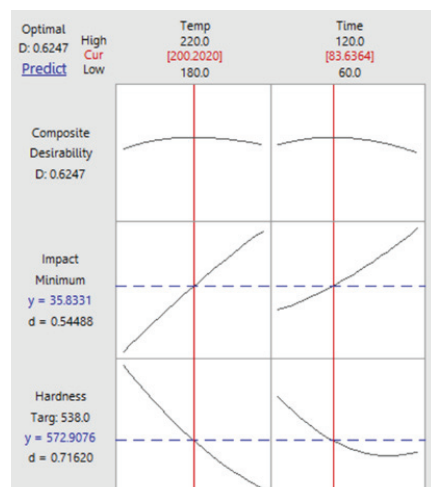 Optimal
D: 0.6247
Predict
High
Cur
Low
Temp
220.0
[200.2020]
180.0
Time
120.0
[83.6364]
60.0
Composite
Desirability
D: 0.6247
Impact
Minimum
y = 35.8331
d = 0.54488
Hardness
Targ: 538.0
y = 572.9076
d = 0.71620